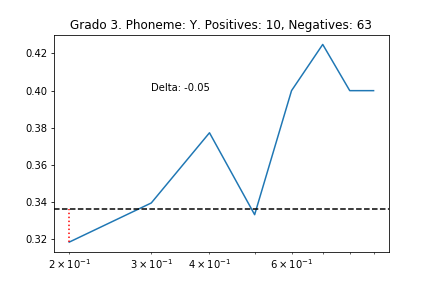 Grado 3. Phoneme: Y. Positives: 10, Negatives: 63
0.42
Delta: -0.05
0.40
0.38
0.36
0.34
0.32
2 × 10⁻¹ 3 × 10⁻¹ 4 × 10⁻¹ 6 × 10⁻¹